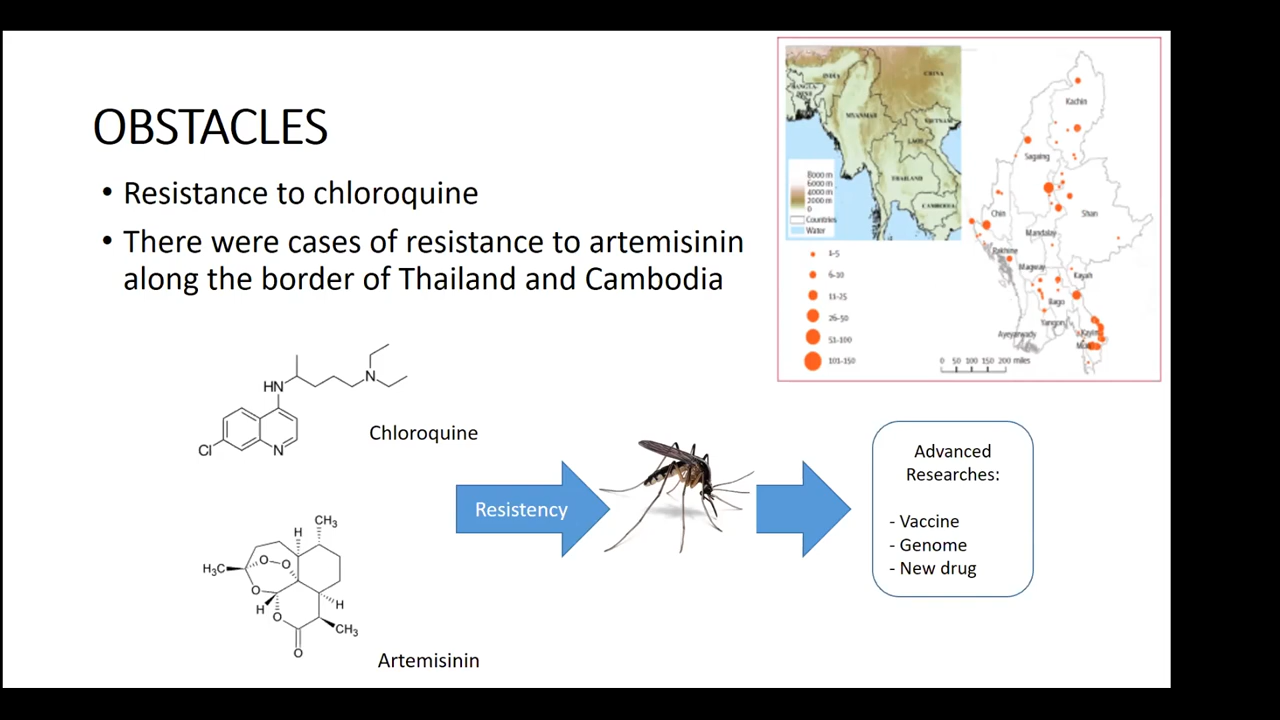 OBSTACLES
• Resistance to chloroquine
• There were cases of resistance to artemisinin
along the border of Thailand and Cambodia
INDIA
CHINA
BANGLA-
DESH
MYANMAR
VIETNAM
LAOS
THAILAND
CAMBODIA
8000 m
6000 m
4000 m
2000 m
0
Countries
Water
1-5
6-10
11-25
26-50
51-100
101-150
Kachin
Sagaing
Chin
Shan
Mandalay
Rakhine
Magway
Kayah
Bago
Yangon
Kayin
Ayeyarwady
0 50 100 150 200 miles
HN
N
Cl
N
Chloroquine
CH3
H
H3C
O
O
O
H
H
O
CH3
O
Artemisinin
Resistency
Advanced
Researches:
- Vaccine
- Genome
- New drug